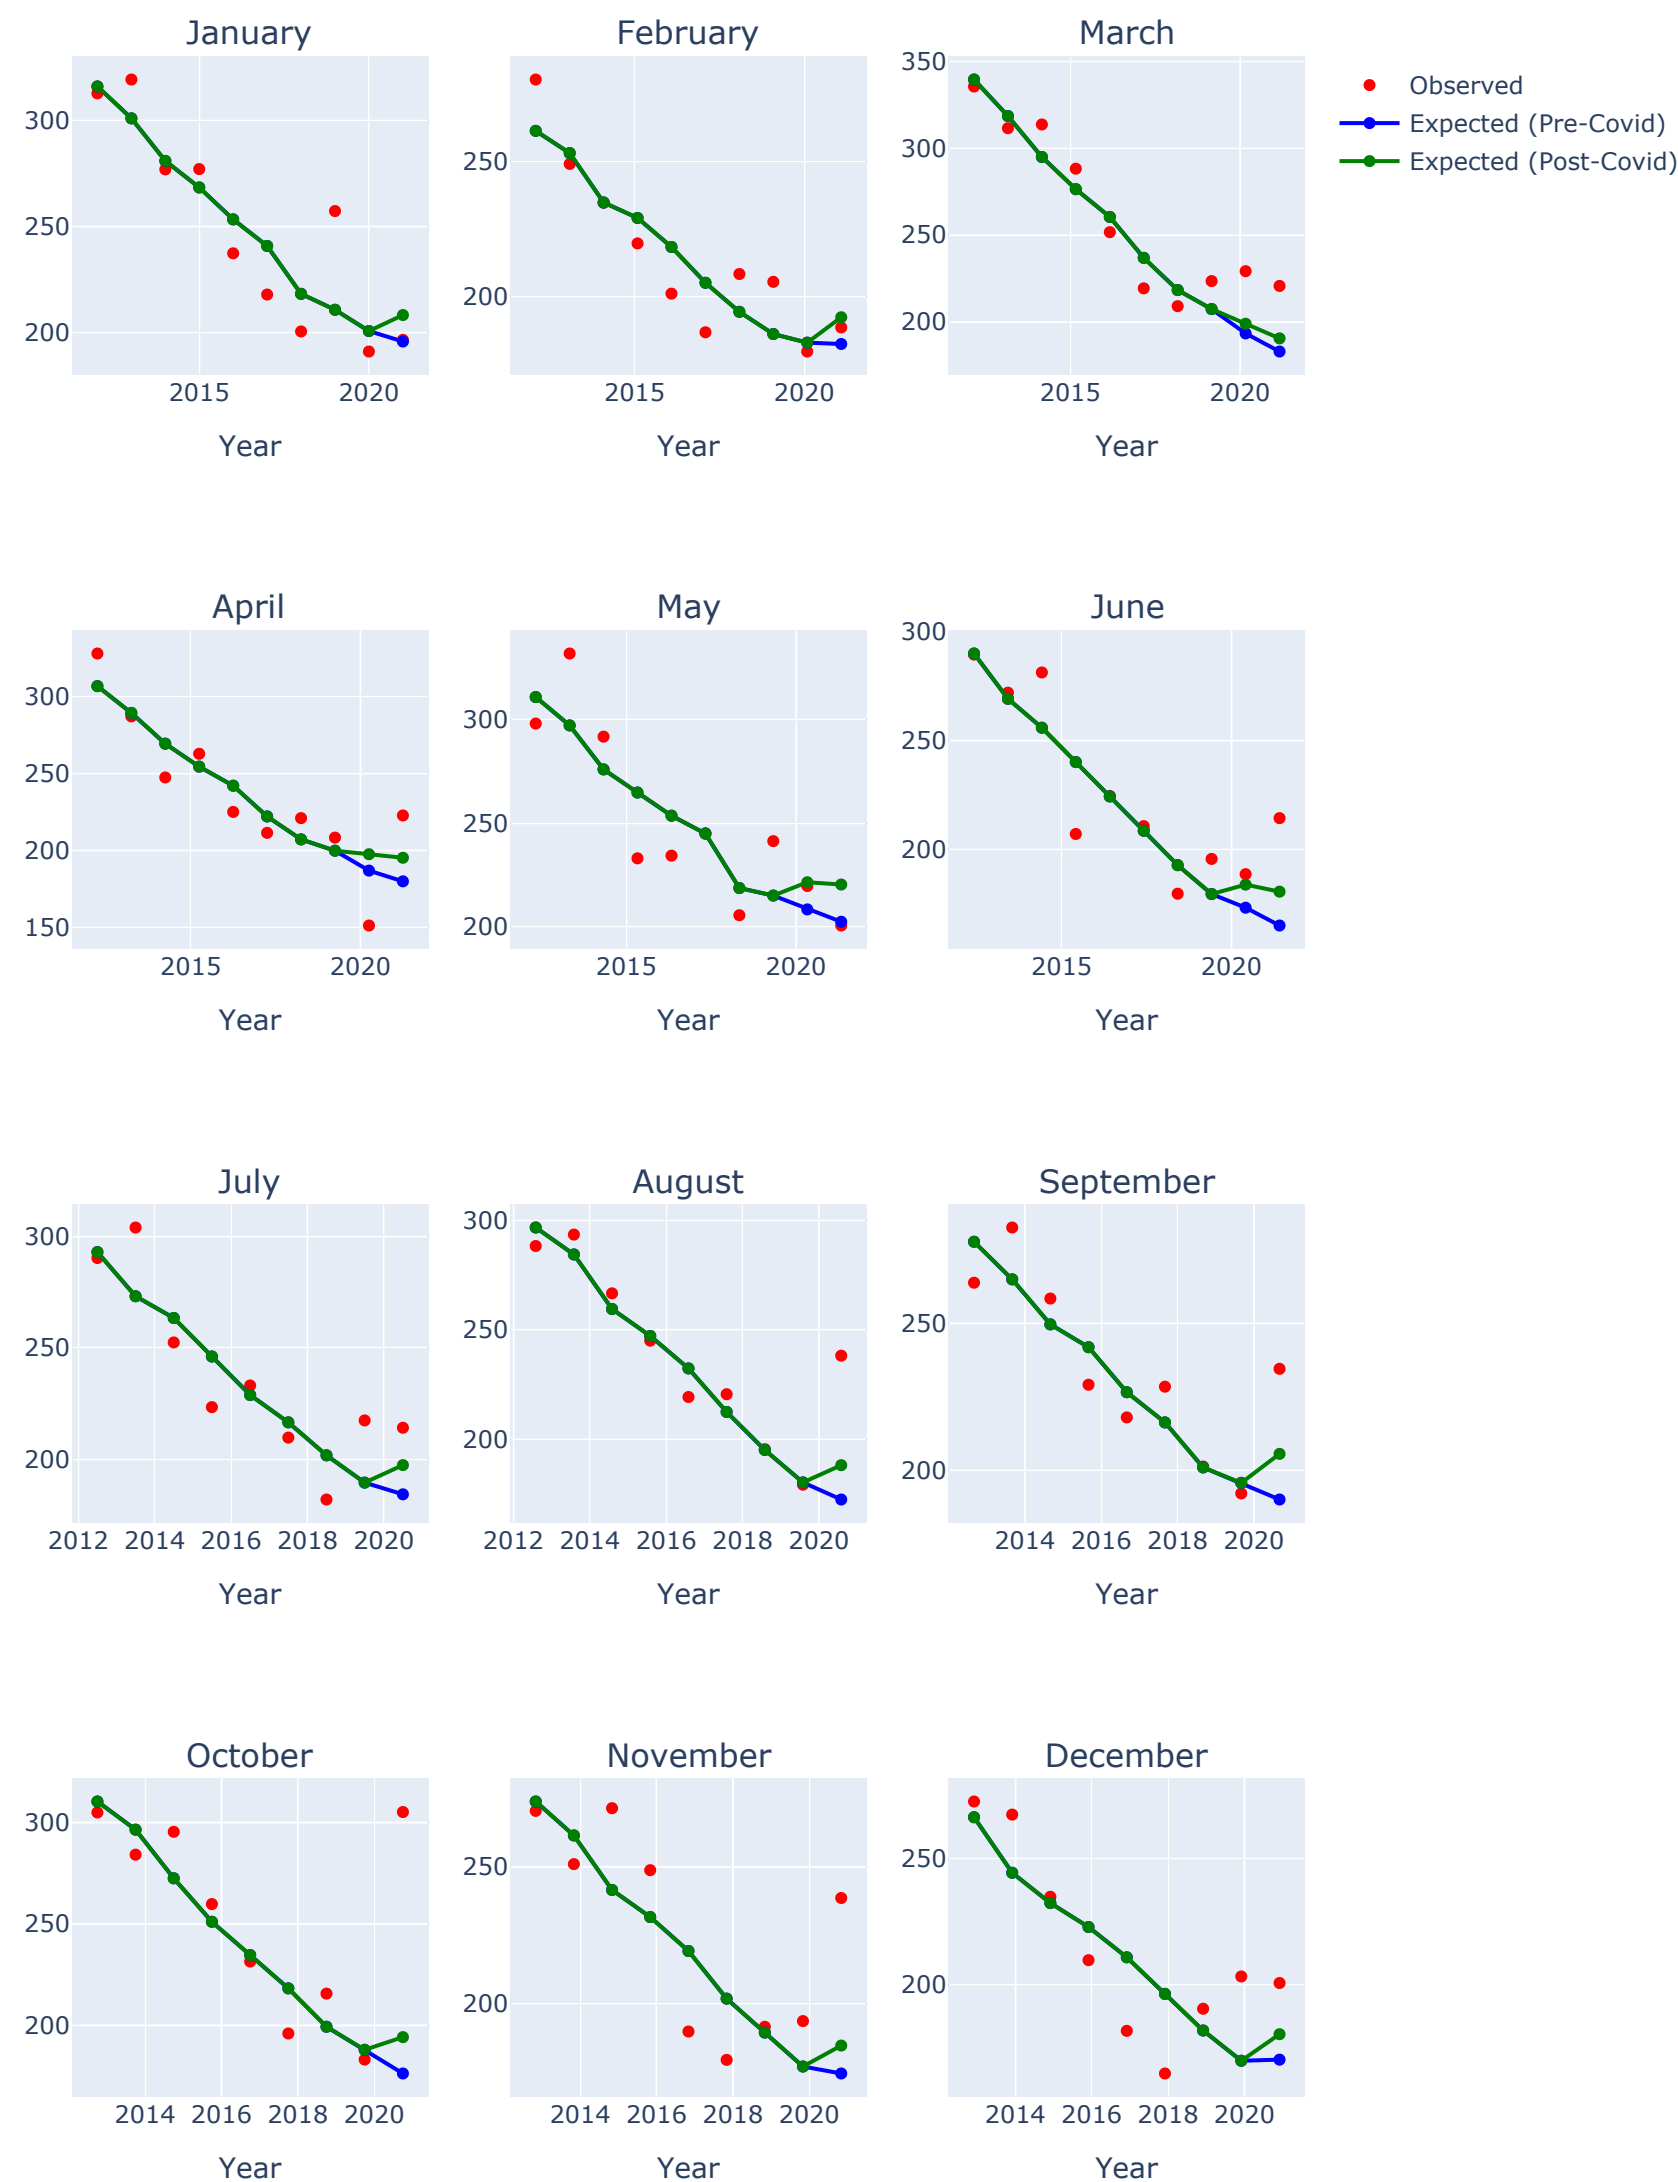 January February March
350
300
250
200
300
250
200
250
200
2015 2020 2015 2020 2015 2020
Year Year Year
Observed
Expected (Pre-Covid)
Expected (Post-Covid)
April May June
300
250
200
150
300
250
200
300
250
200
2015 2020 2015 2020 2015 2020
Year Year Year
July August September
300
250
200
300
250
200
250
200
2012 2014 2016 2018 2020 2012 2014 2016 2018 2020 2014 2016 2018 2020
Year Year Year
October November December
300
250
200
250
200
250
200
2014 2016 2018 2020 2014 2016 2018 2020 2014 2016 2018 2020
Year Year Year